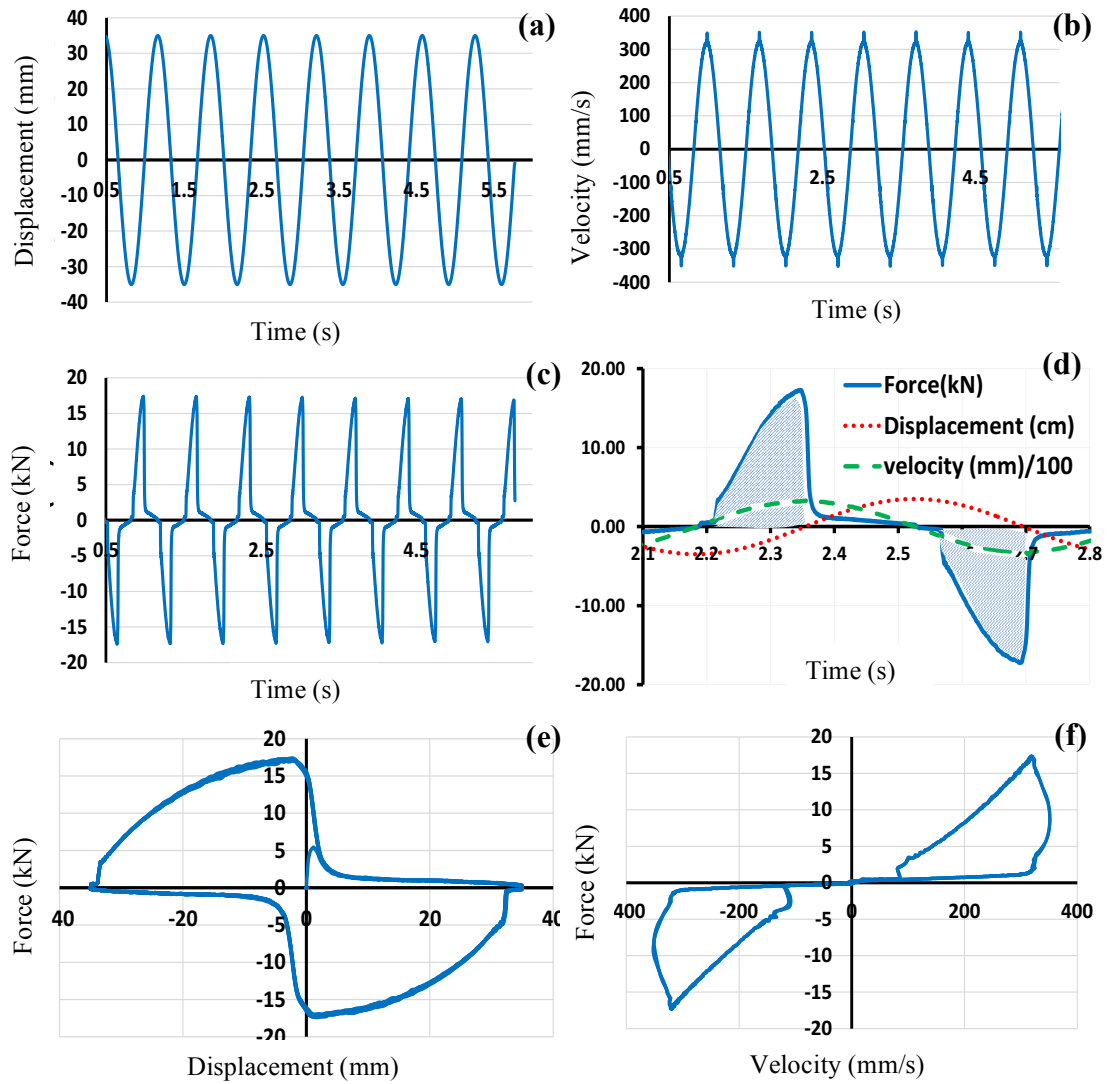 (a)
40
30
20
10
0
-10
-20
-30
-40
0.5 1.5 2.5 3.5 4.5 5.5
Displacement (mm)
Time (s)
(b)
400
300
200
100
0
-100
-200
-300
-400
0.5 2.5 4.5
Velocity (mm/s)
Time (s)
(c)
20
15
10
5
0
-5
-10
-15
-20
0.5 2.5 4.5
Force (kN)
Time (s)
(d)
20.00
10.00
0.00
-10.00
-20.00
2.1 2.2 2.3 2.4 2.5 2.6 2.7 2.8
Force(kN)
Displacement (cm)
velocity (mm)/100
Time (s)
(e)
20
15
10
5
0
-5
-10
-15
-20
40 -20 0 20 40
Force (kN)
Displacement (mm)
(f)
20
15
10
5
0
-5
-10
-15
-20
400 -200 0 200 400
Force (kN)
Velocity (mm/s)